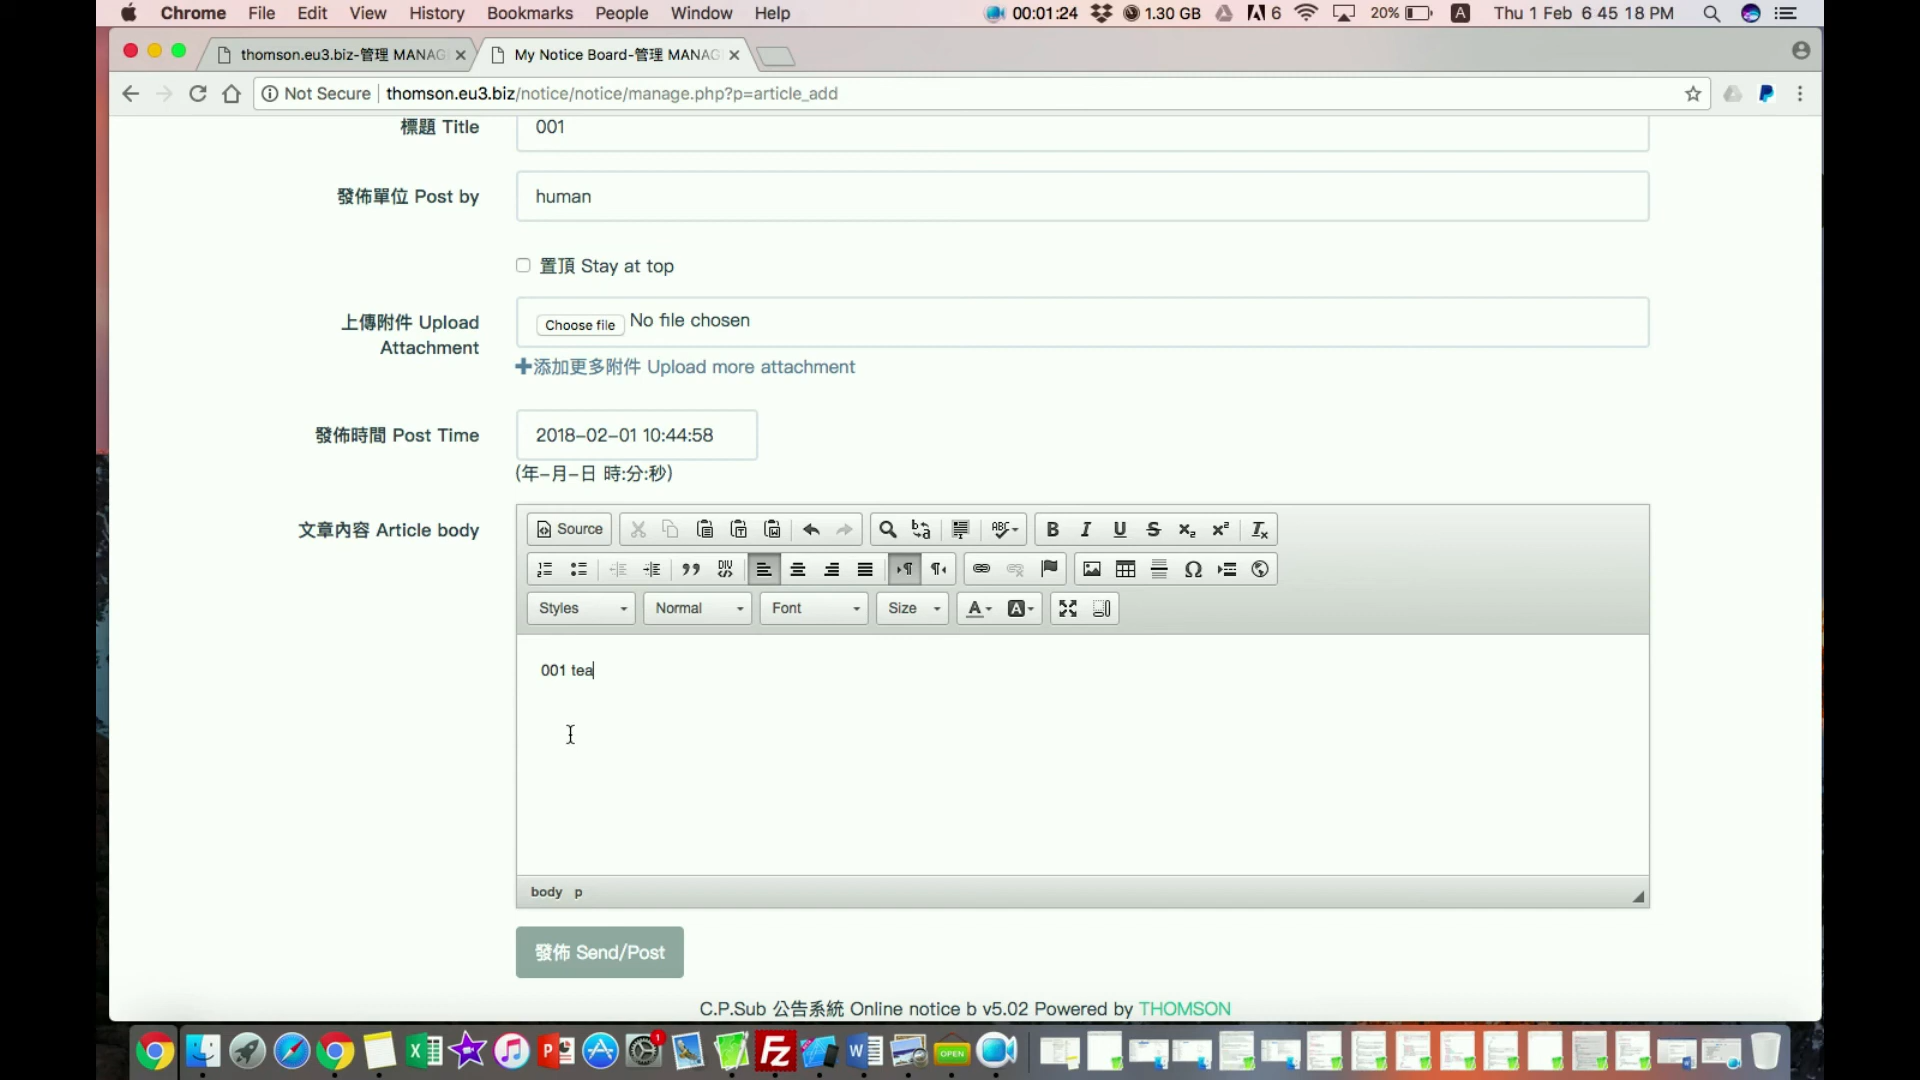 Chrome File Edit View History Bookmarks People Window Help 00:01:24 1.30 GB 6 20% A Thu 1 Feb 6 45 18 PM
thomson.eu3.biz-管理 MANAG My Notice Board-管理 MANAG
Not Secure thomson.eu3.biz/notice/notice/manage.php?p=article_add
標題 Title 001
發佈單位 Post by human
置頂 Stay at top
上傳附件 Upload Attachment Choose file No file chosen
添加更多附件 Upload more attachment
發佈時間 Post Time 2018-02-01 10:44:58
(年-月-日 時:分:秒)
文章內容 Article body Source
Styles Normal Font Size
001 tea
body p
發佈 Send/Post
C.P.Sub 公告系統 Online notice b v5.02 Powered by THOMSON
OPEN